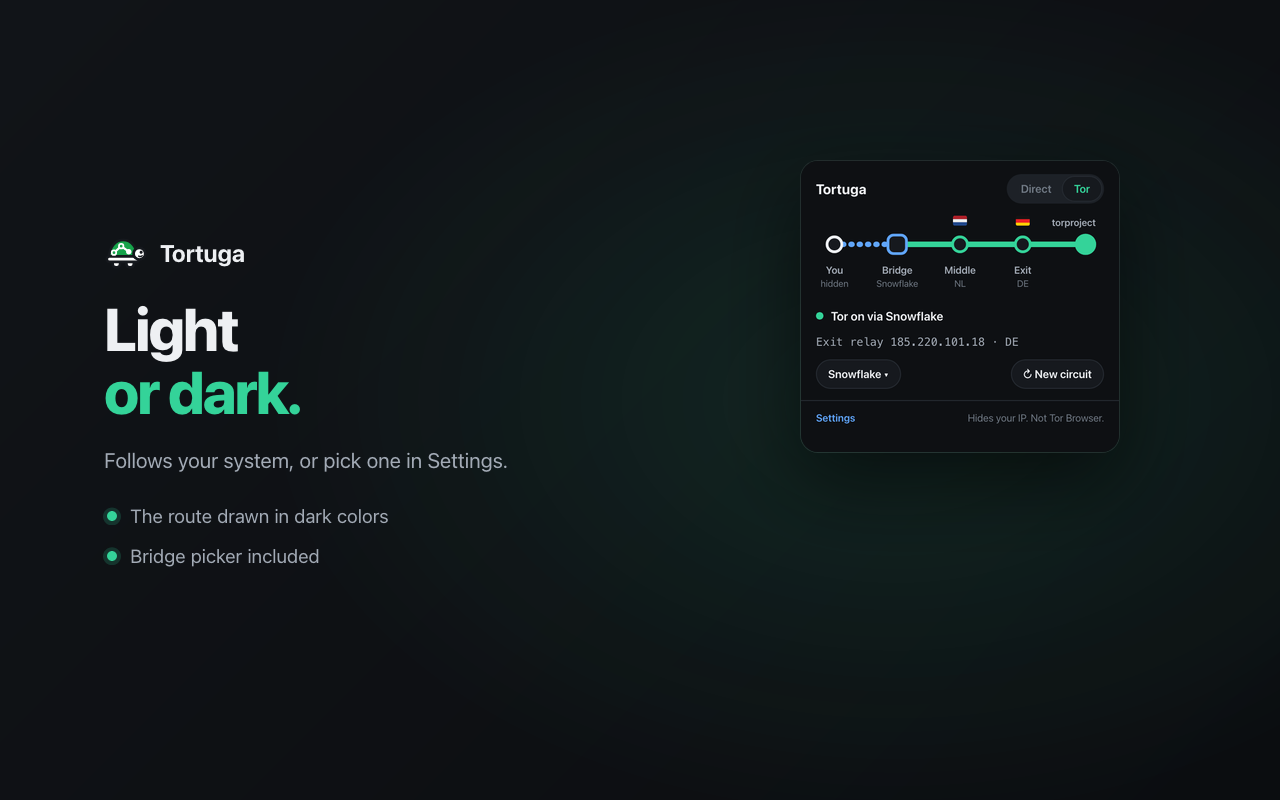 Tortuga
Light
or dark.
Follows your system, or pick one in Settings.
The route drawn in dark colors
Bridge picker included
Tortuga
Direct Tor
torproject
You Bridge Middle Exit
hidden Snowflake NL DE
Tor on via Snowflake
Exit relay 185.220.101.18 · DE
Snowflake ▾ ↻ New circuit
Settings Hides your IP. Not Tor Browser.